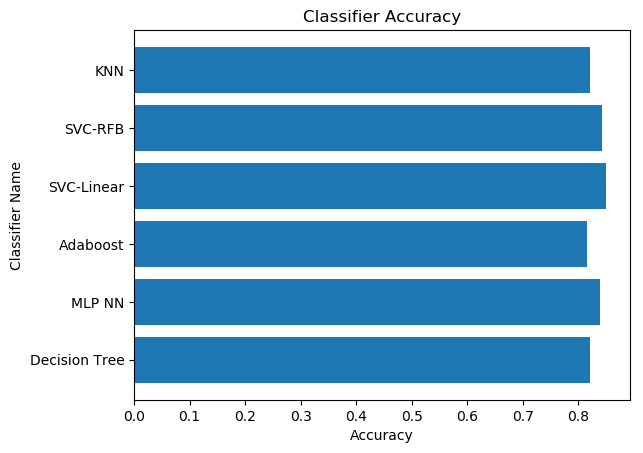 Classifier Accuracy
Classifier Name
KNN
SVC-RFB
SVC-Linear
Adaboost
MLP NN
Decision Tree
0.0 0.1 0.2 0.3 0.4 0.5 0.6 0.7 0.8
Accuracy